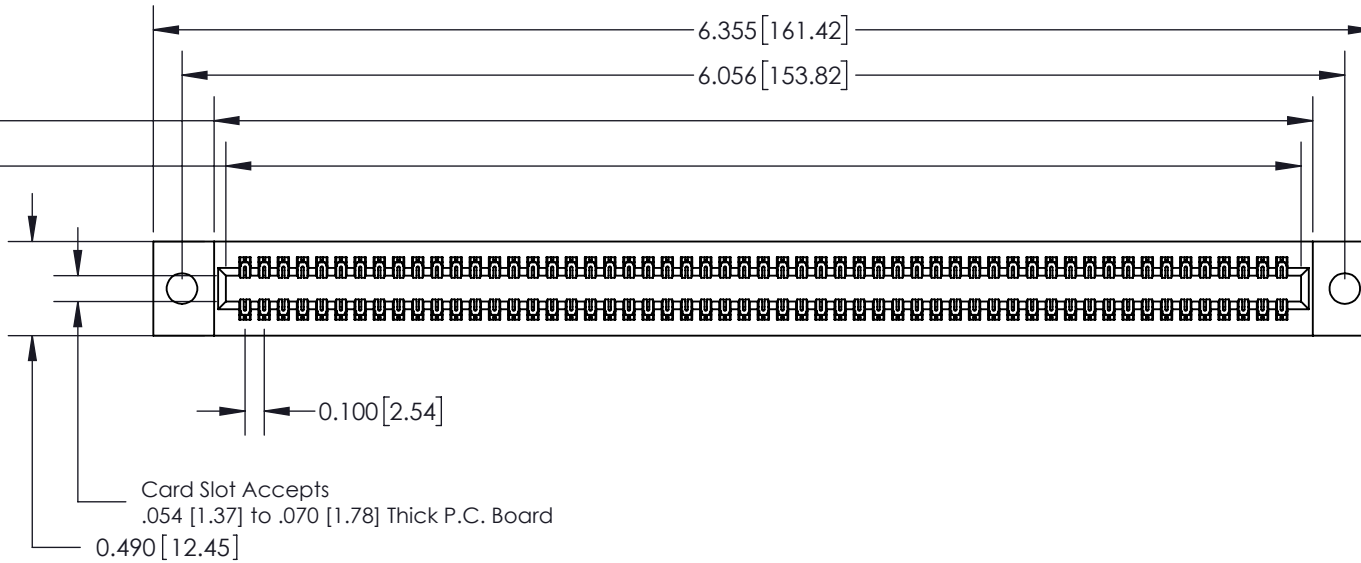 6.355[161.42]
6.056[153.82]
0.100[2.54]
Card Slot Accepts
.054 [1.37] to .070 [1.78] Thick P.C. Board
0.490[12.45]